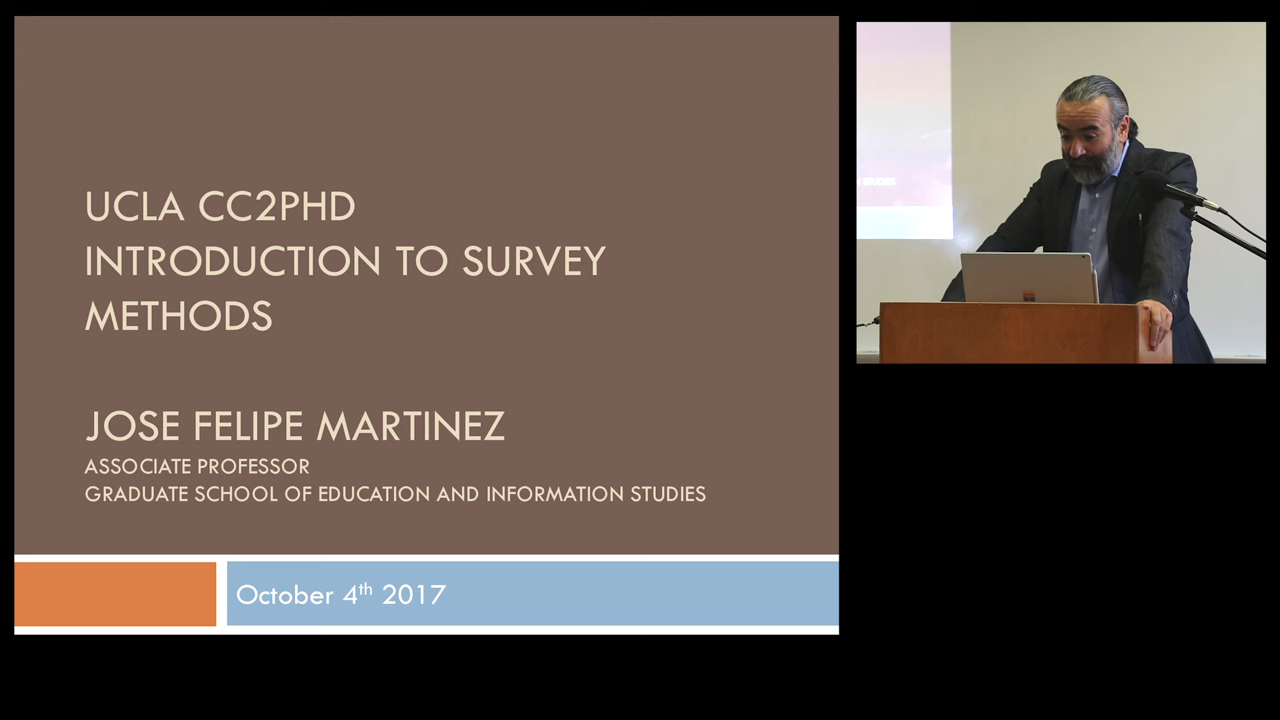 UCLA CC2PHD
INTRODUCTION TO SURVEY
METHODS
JOSE FELIPE MARTINEZ
ASSOCIATE PROFESSOR
GRADUATE SCHOOL OF EDUCATION AND INFORMATION STUDIES
October 4th 2017
STUDIES